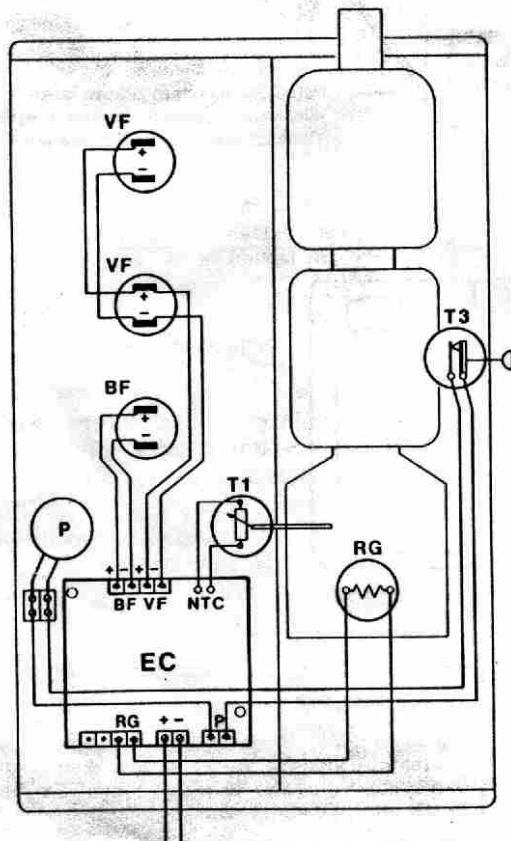 VF
+
−
VF
+
−
T3
BF
+
−
T1
P
RG
+ − + −
BF VF NTC
EC
RG + − P